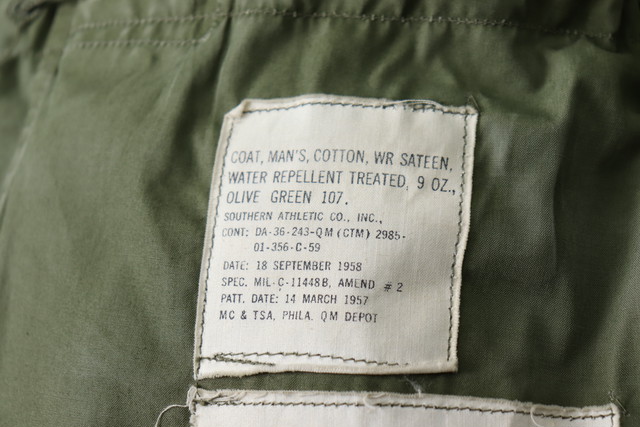 COAT, MAN'S, COTTON, WR SATEEN,
WATER REPELLENT TREATED, 9 OZ.,
OLIVE GREEN 107.
SOUTHERN ATHLETIC CO., INC.,
CONT: DA-36-243-QM (CTM) 2985-
01-356-C-59
DATE: 18 SEPTEMBER 1958
SPEC. MIL-C-11448B, AMEND # 2
PATT. DATE: 14 MARCH 1957
MC & TSA, PHILA. QM DEPOT